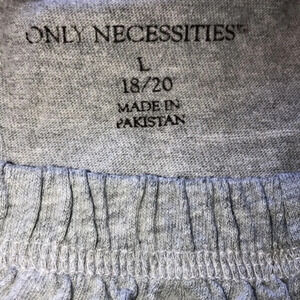 ONLY NECESSITIES™
L
18/20
MADE IN
PAKISTAN